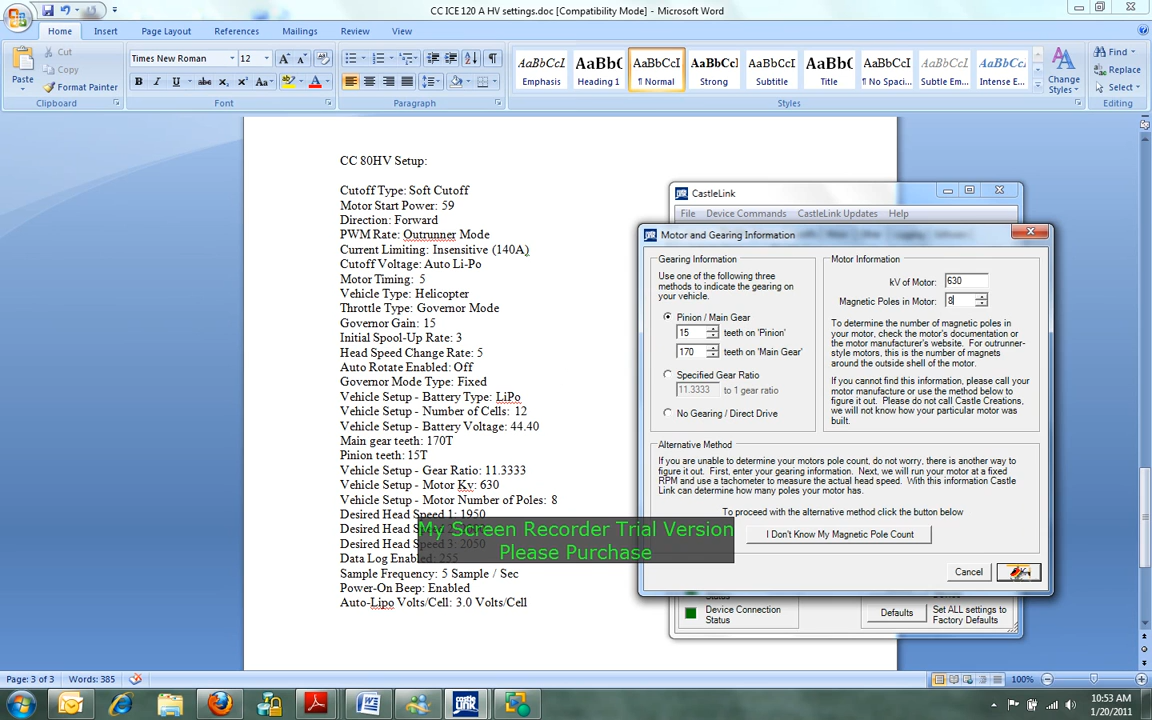 CC ICE 120 A HV settings.doc [Compatibility Mode] - Microsoft Word
Home Insert Page Layout References Mailings Review View
Cut
Copy
Format Painter
Paste
Clipboard
Times New Roman 12
B I U abc x₂ x² Aa A
Font
Paragraph
AaBbCcI AaBbCc AaBbCcI AaBbCcI AaBbCcI AaBbCcI AaBbCcI AaBbCcI AaBbCcI
Emphasis Heading 1 ¶ Normal Strong Subtitle Title ¶ No Spaci... Subtle Em... Intense E...
Styles
Change Styles
Find
Replace
Select
Editing
CC 80HV Setup:
Cutoff Type: Soft Cutoff
Motor Start Power: 59
Direction: Forward
PWM Rate: Outrunner Mode
Current Limiting: Insensitive (140A)
Cutoff Voltage: Auto Li-Po
Motor Timing: 5
Vehicle Type: Helicopter
Throttle Type: Governor Mode
Governor Gain: 15
Initial Spool-Up Rate: 3
Head Speed Change Rate: 5
Auto Rotate Enabled: Off
Governor Mode Type: Fixed
Vehicle Setup - Battery Type: LiPo
Vehicle Setup - Number of Cells: 12
Vehicle Setup - Battery Voltage: 44.40
Main gear teeth: 170T
Pinion teeth: 15T
Vehicle Setup - Gear Ratio: 11.3333
Vehicle Setup - Motor Kv: 630
Vehicle Setup - Motor Number of Poles: 8
Desired Head Speed 1: 1950
Desired Head Speed
Desired Head Speed 3: 2050
Data Log Enabled: 255
Sample Frequency: 5 Sample / Sec
Power-On Beep: Enabled
Auto-Lipo Volts/Cell: 3.0 Volts/Cell
My Screen Recorder Trial Version
Please Purchase
CastleLink
File Device Commands CastleLink Updates Help
Motor and Gearing Information
Gearing Information
Use one of the following three
methods to indicate the gearing on
your vehicle.
Pinion / Main Gear
15 teeth on 'Pinion'
170 teeth on 'Main Gear'
Specified Gear Ratio
11.3333 to 1 gear ratio
No Gearing / Direct Drive
Motor Information
kV of Motor: 630
Magnetic Poles in Motor: 8
To determine the number of magnetic poles in
your motor, check the motor's documentation or
the motor manufacturer's website. For outrunner-
style motors, this is the number of magnets
around the outside shell of the motor.
If you cannot find this information, please call your
motor manufacture or use the method below to
figure it out. Please do not call Castle Creations,
we will not know how your particular motor was
built.
Alternative Method
If you are unable to determine your motors pole count, do not worry, there is another way to
figure it out. First, enter your gearing information. Next, we will run your motor at a fixed
RPM and use a tachometer to measure the actual head speed. With this information Castle
Link can determine how many poles your motor has.
To proceed with the alternative method click the button below
I Don't Know My Magnetic Pole Count
Cancel
Status
Device Connection
Status
Defaults
Set ALL settings to
Factory Defaults
Page: 3 of 3 Words: 385
100%
10:53 AM
1/20/2011